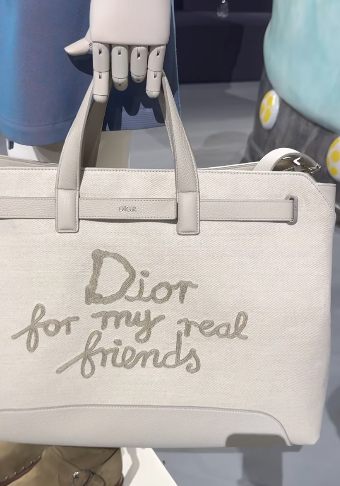 Dior
for my real
friends